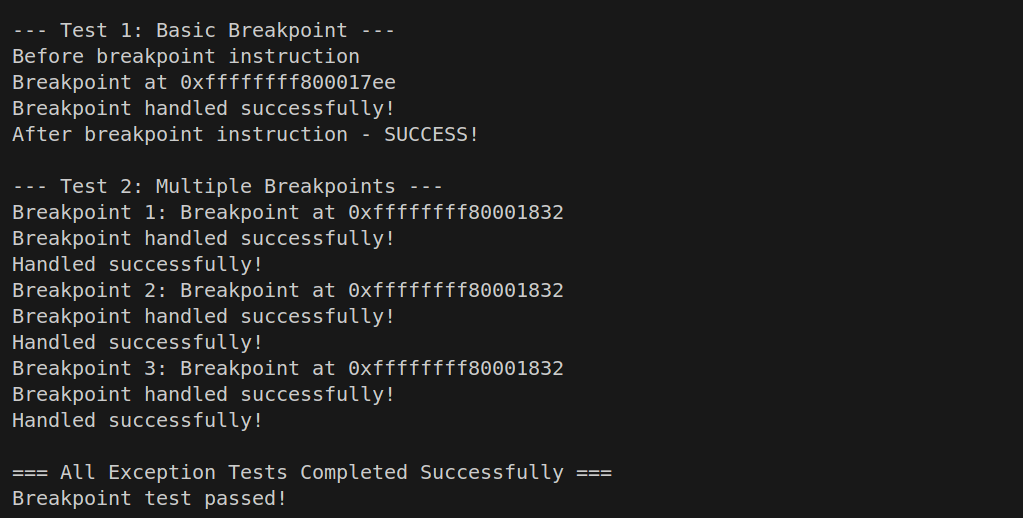 --- Test 1: Basic Breakpoint ---
Before breakpoint instruction
Breakpoint at 0xffffffff800017ee
Breakpoint handled successfully!
After breakpoint instruction - SUCCESS!
--- Test 2: Multiple Breakpoints ---
Breakpoint 1: Breakpoint at 0xffffffff80001832
Breakpoint handled successfully!
Handled successfully!
Breakpoint 2: Breakpoint at 0xffffffff80001832
Breakpoint handled successfully!
Handled successfully!
Breakpoint 3: Breakpoint at 0xffffffff80001832
Breakpoint handled successfully!
Handled successfully!
=== All Exception Tests Completed Successfully ===
Breakpoint test passed!